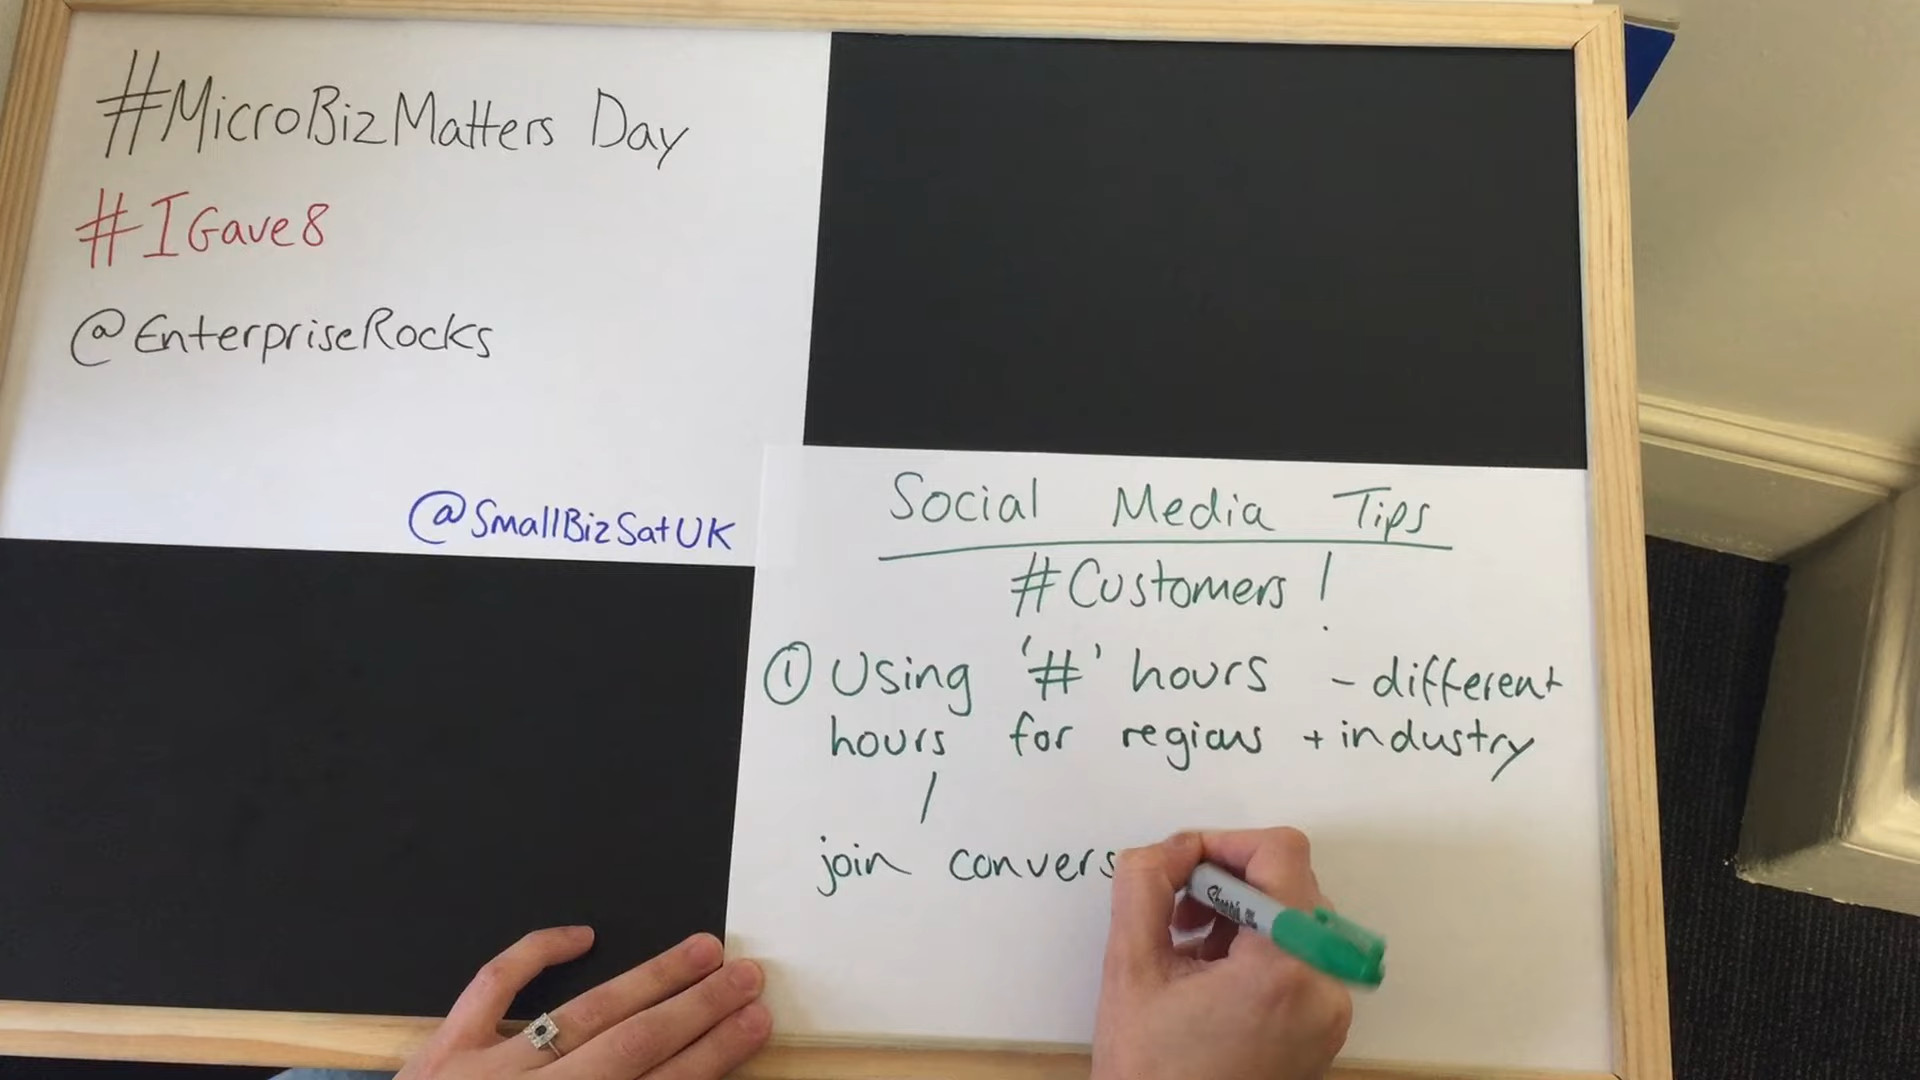 #MicroBizMatters Day
#IGave8
@EnterpriseRocks
@SmallBizSatUK
Social Media Tips
#Customers!
① Using '#' hours - different
hours for regions + industry
join convers
Sharpie